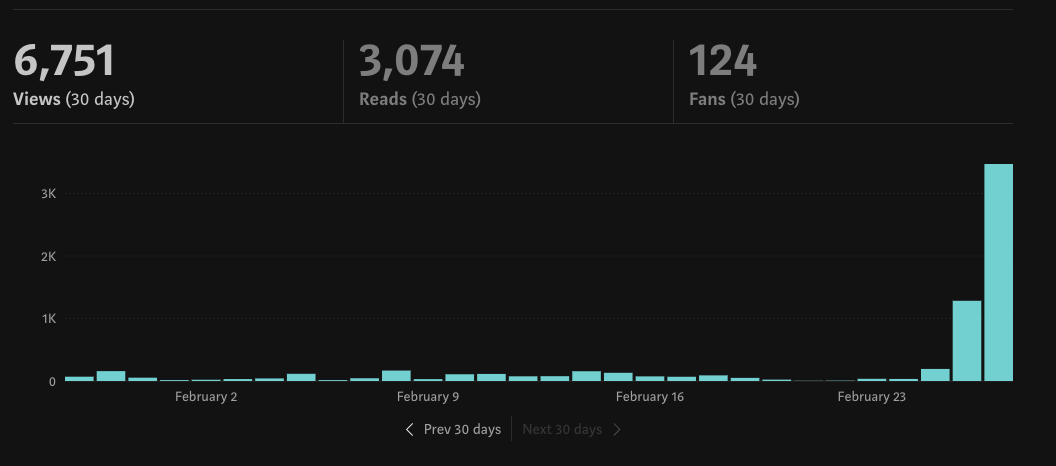 6,751 3,074 124
Views (30 days) Reads (30 days) Fans (30 days)
3K
2K
1K
0
February 2 February 9 February 16 February 23
Prev 30 days Next 30 days